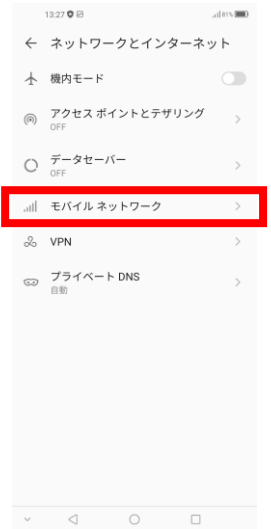 13:27 81%
ネットワークとインターネット
機内モード
アクセス ポイントとテザリング
OFF
データセーバー
OFF
モバイル ネットワーク
VPN
プライベート DNS
自動